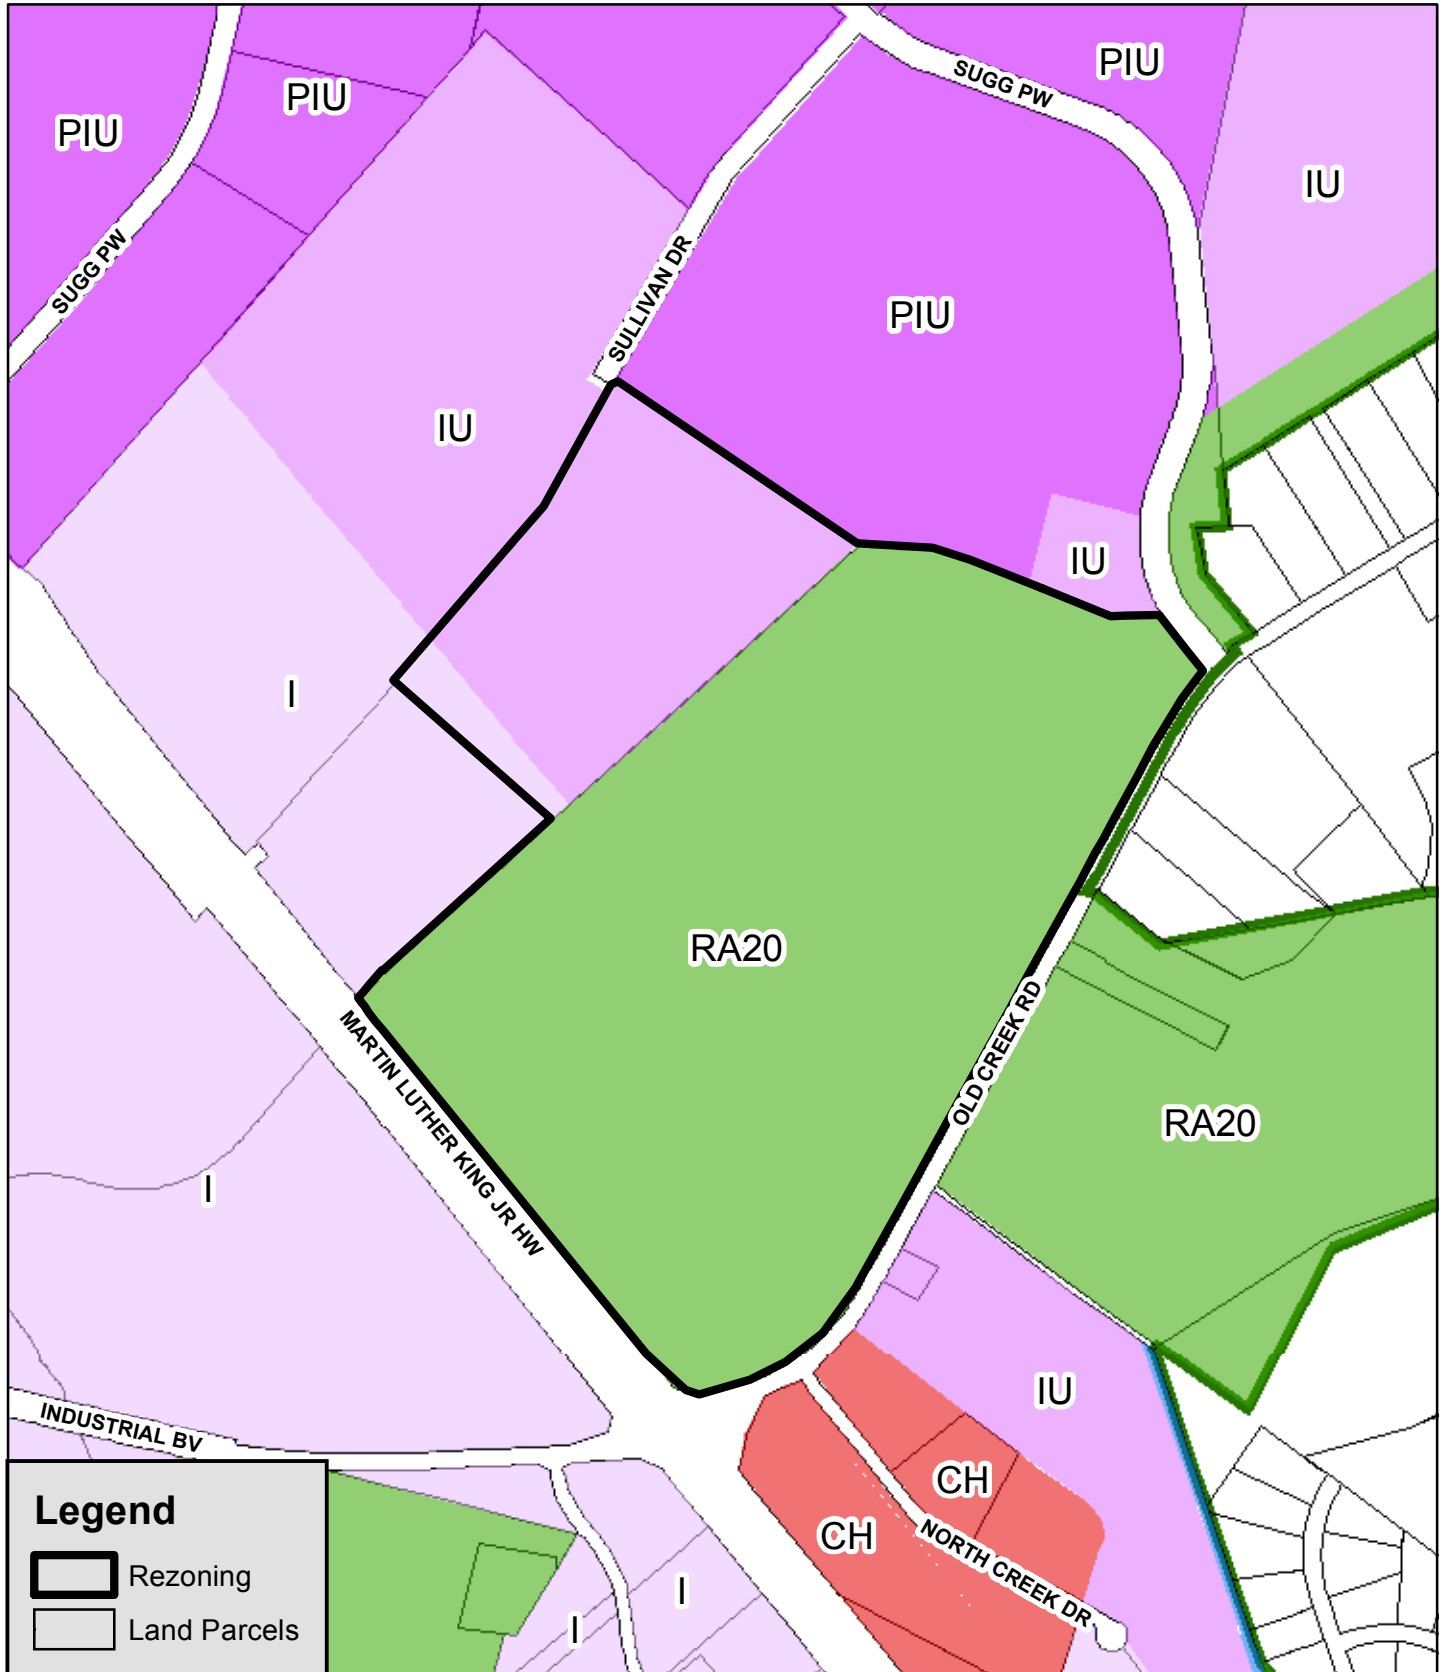 PIU
SUGG PW
PIU
PIU
IU
SUGG PW
SULLIVAN DR
PIU
IU
IU
I
RA20
OLD CREEK RD
MARTIN LUTHER KING JR HW
RA20
I
IU
INDUSTRIAL BV
CH
CH
NORTH CREEK DR
I
I
Legend
Rezoning
Land Parcels